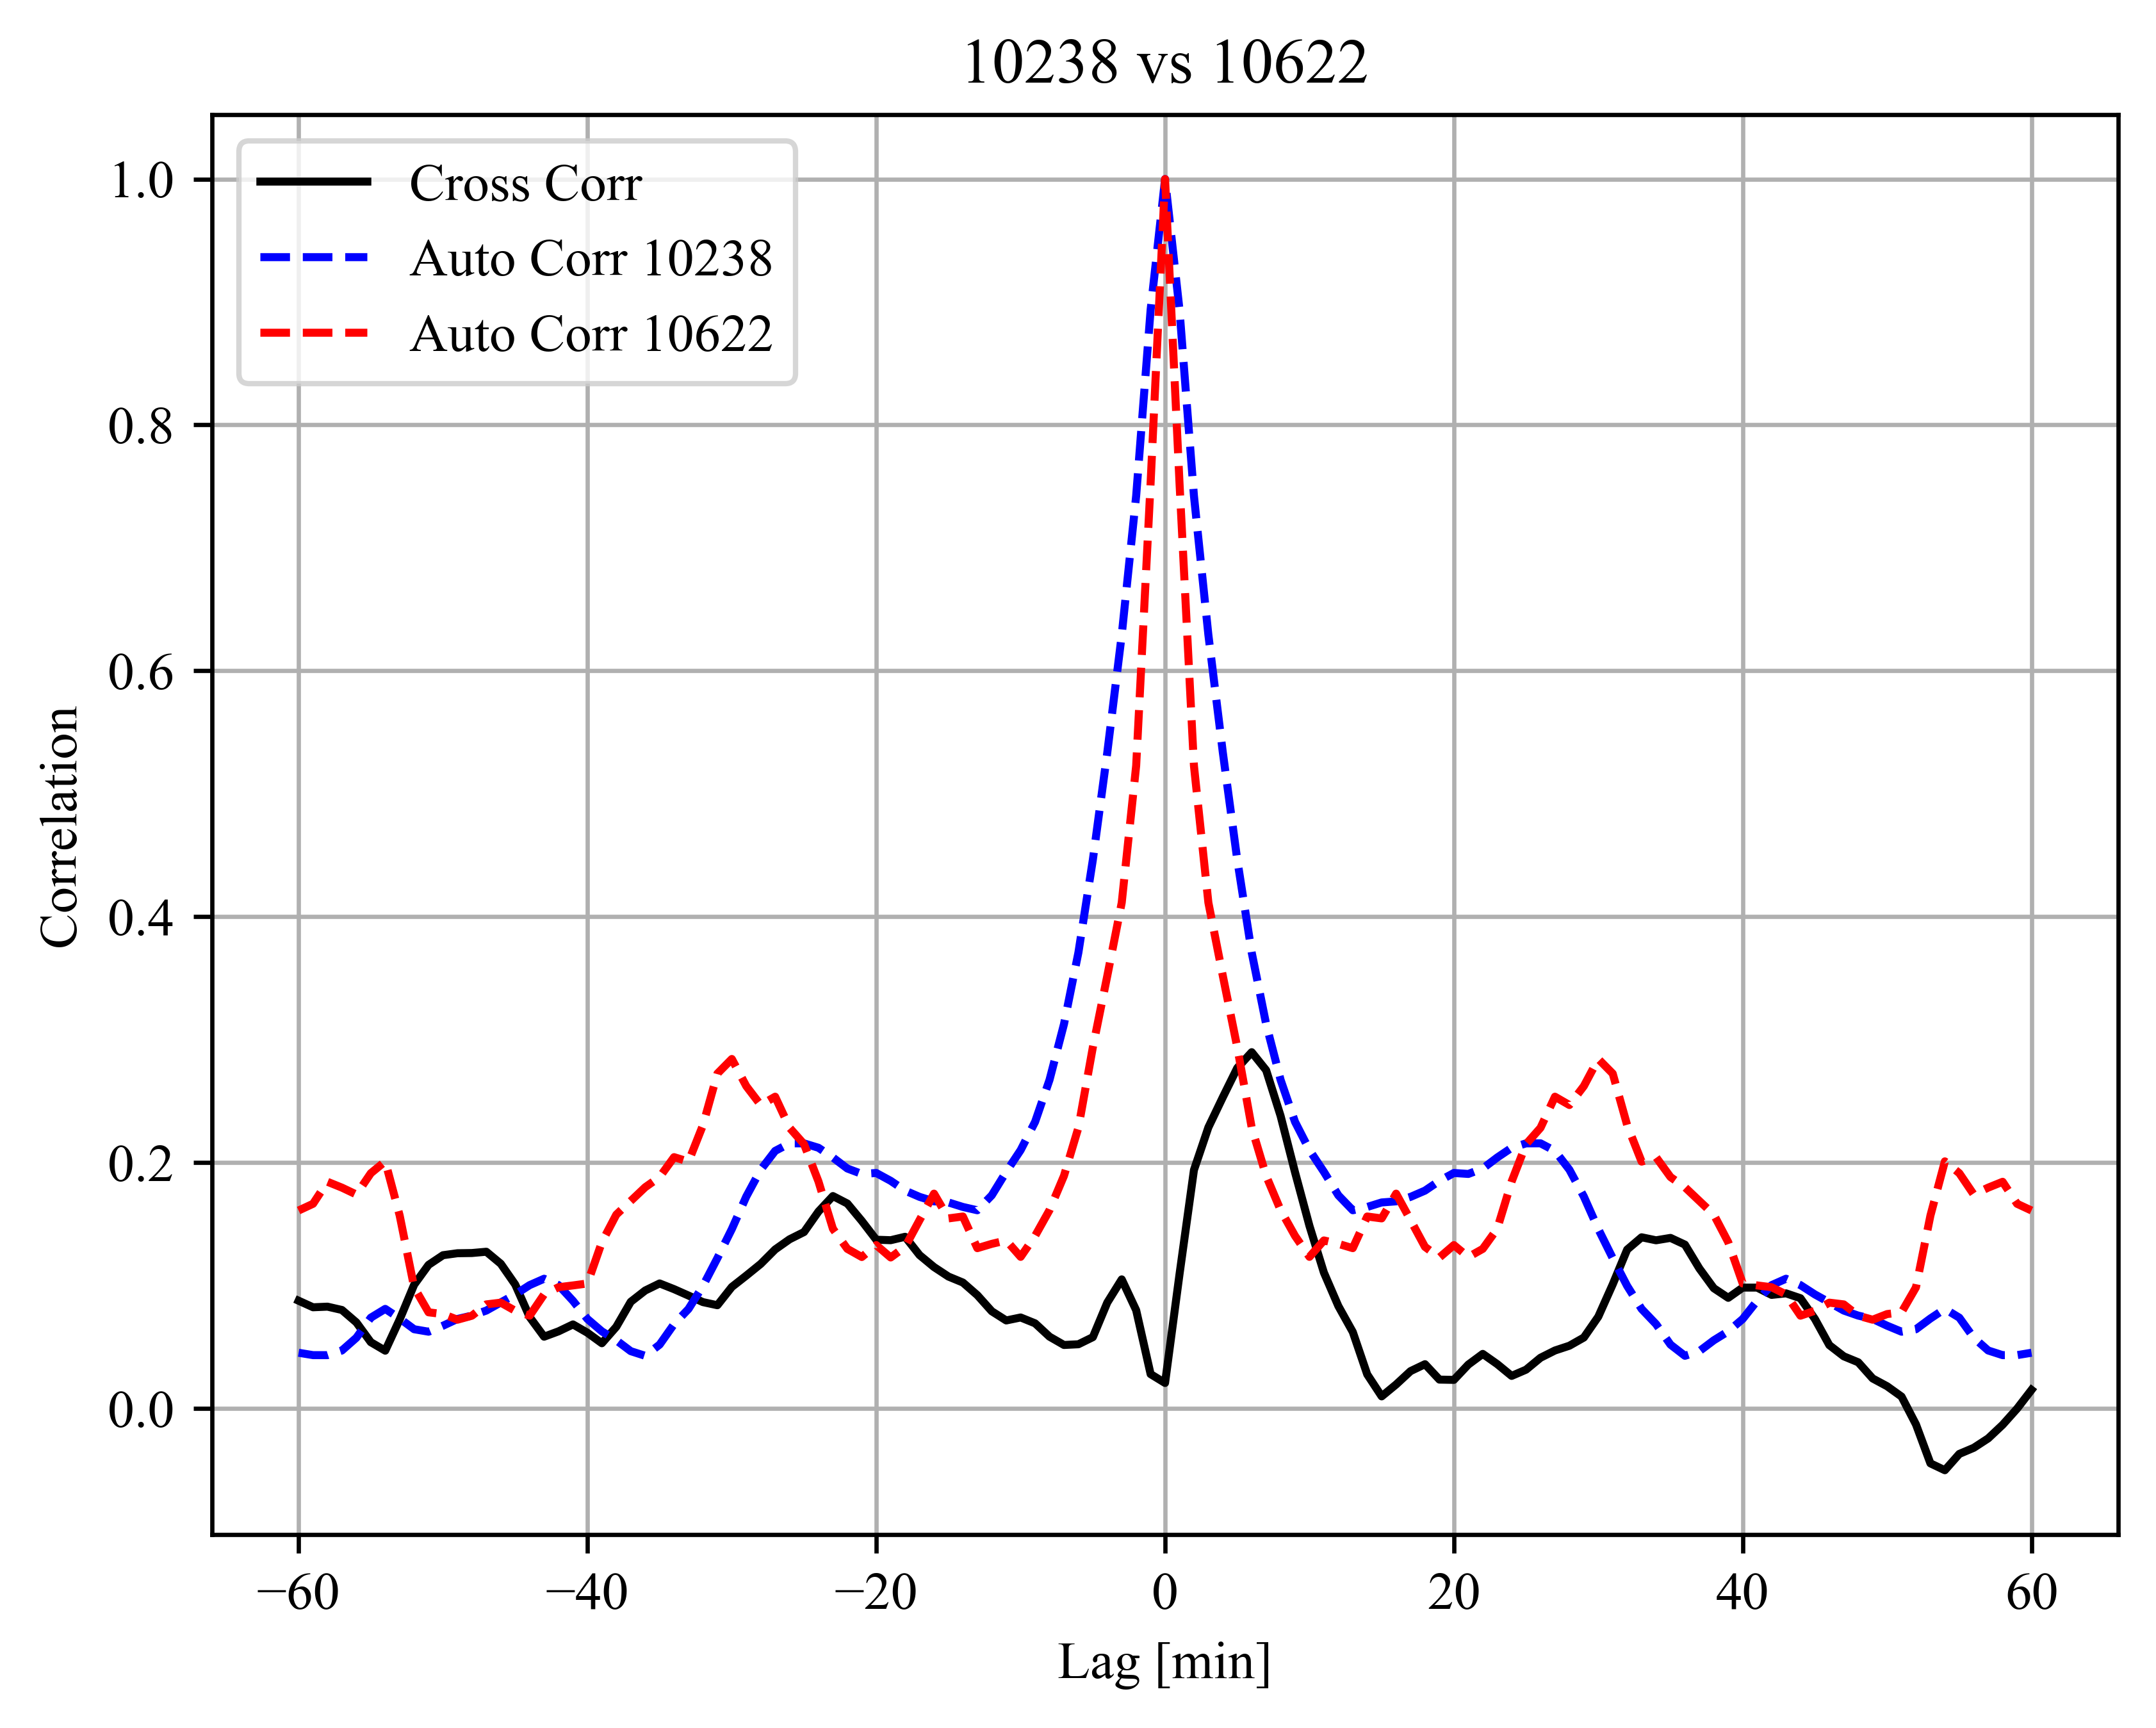 10238 vs 10622
Cross Corr
Auto Corr 10238
Auto Corr 10622
1.0
0.8
0.6
0.4
0.2
0.0
Correlation
−60 −40 −20 0 20 40 60
Lag [min]